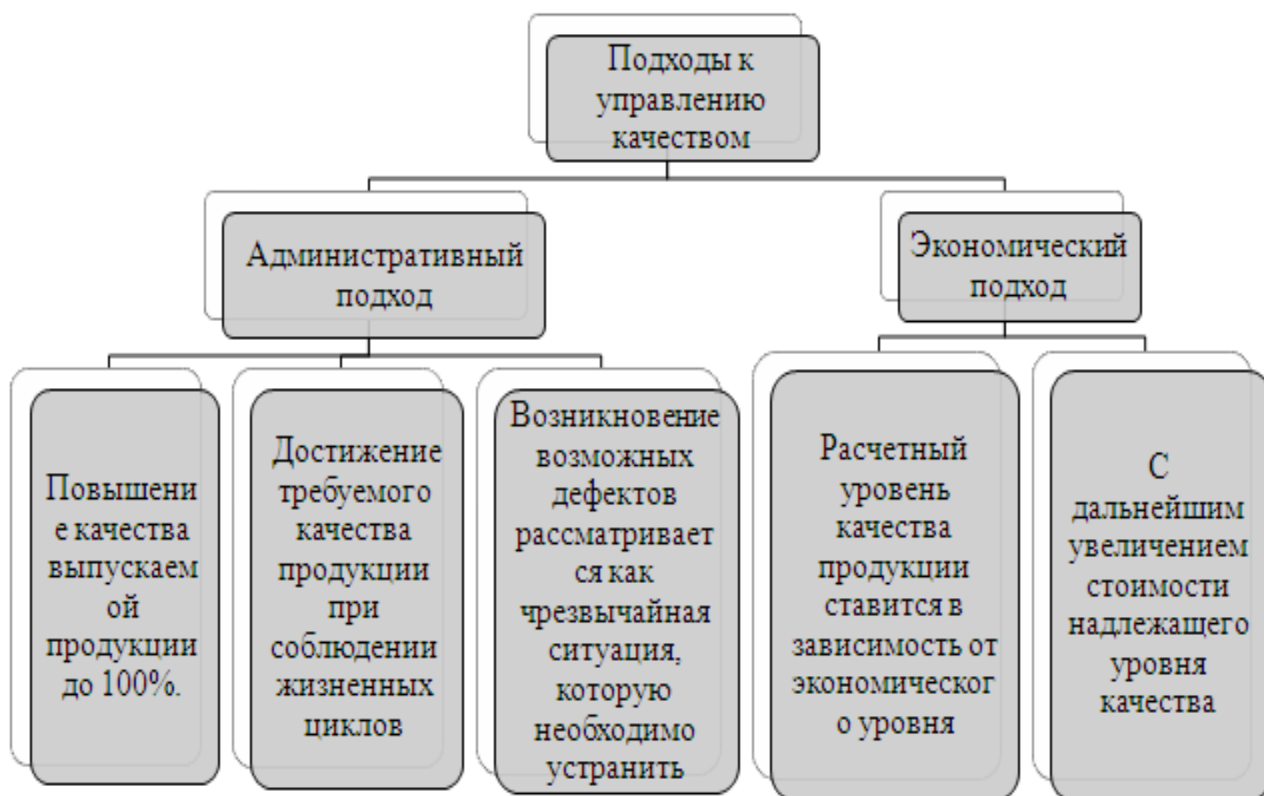 Подходы к
управлению
качеством
Административный
подход
Экономический
подход
Повышени
е качества
выпускаем
ой
продукции
до 100%.
Достижение
требуемого
качества
продукции
при
соблюдении
жизненных
циклов
Возникновение
возможных
дефектов
рассматривает
ся как
чрезвычайная
ситуация,
которую
необходимо
устранить
Расчетный
уровень
качества
продукции
ставится в
зависимость от
экономическог
о уровня
С
дальнейшим
увеличением
стоимости
надлежащего
уровня
качества